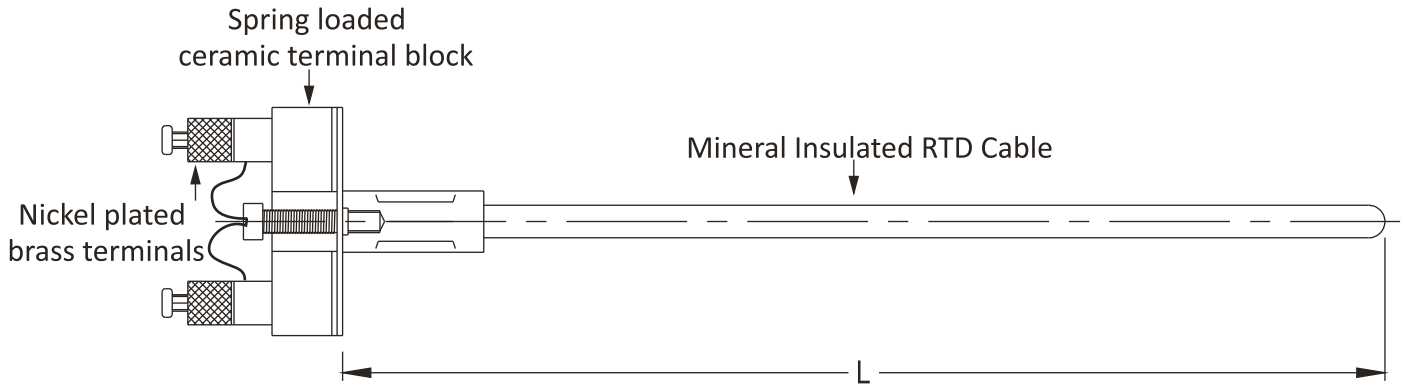 Spring loaded
ceramic terminal block
Mineral Insulated RTD Cable
Nickel plated
brass terminals
L